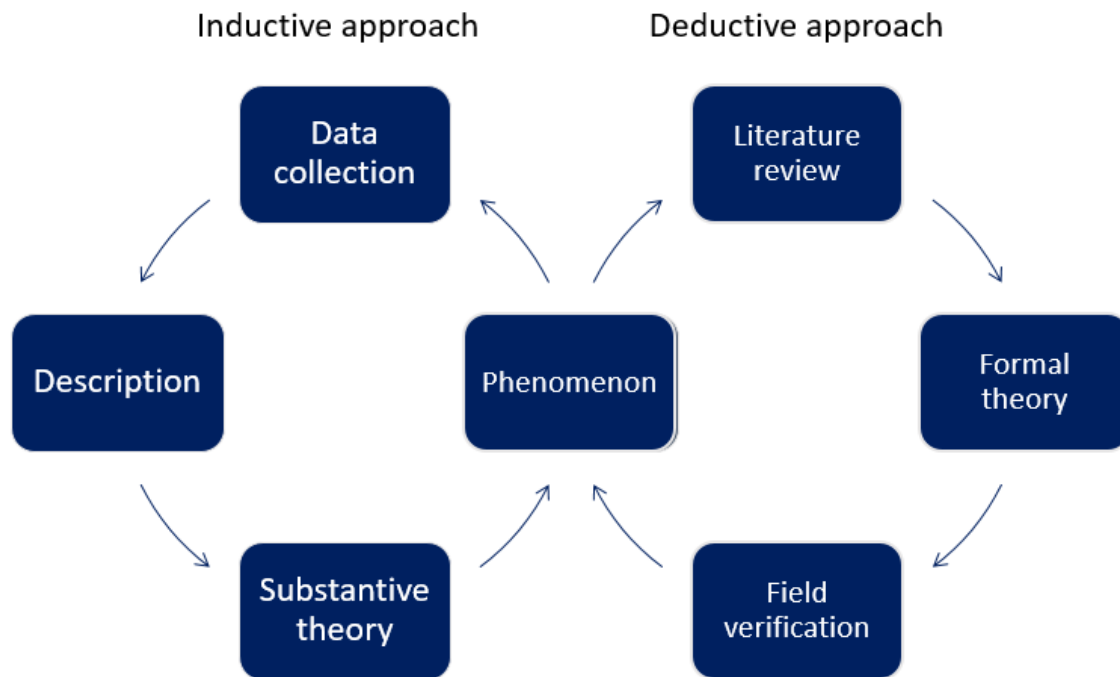 Inductive approach
Deductive approach
Data
collection
Literature
review
Description
Phenomenon
Formal
theory
Substantive
theory
Field
verification